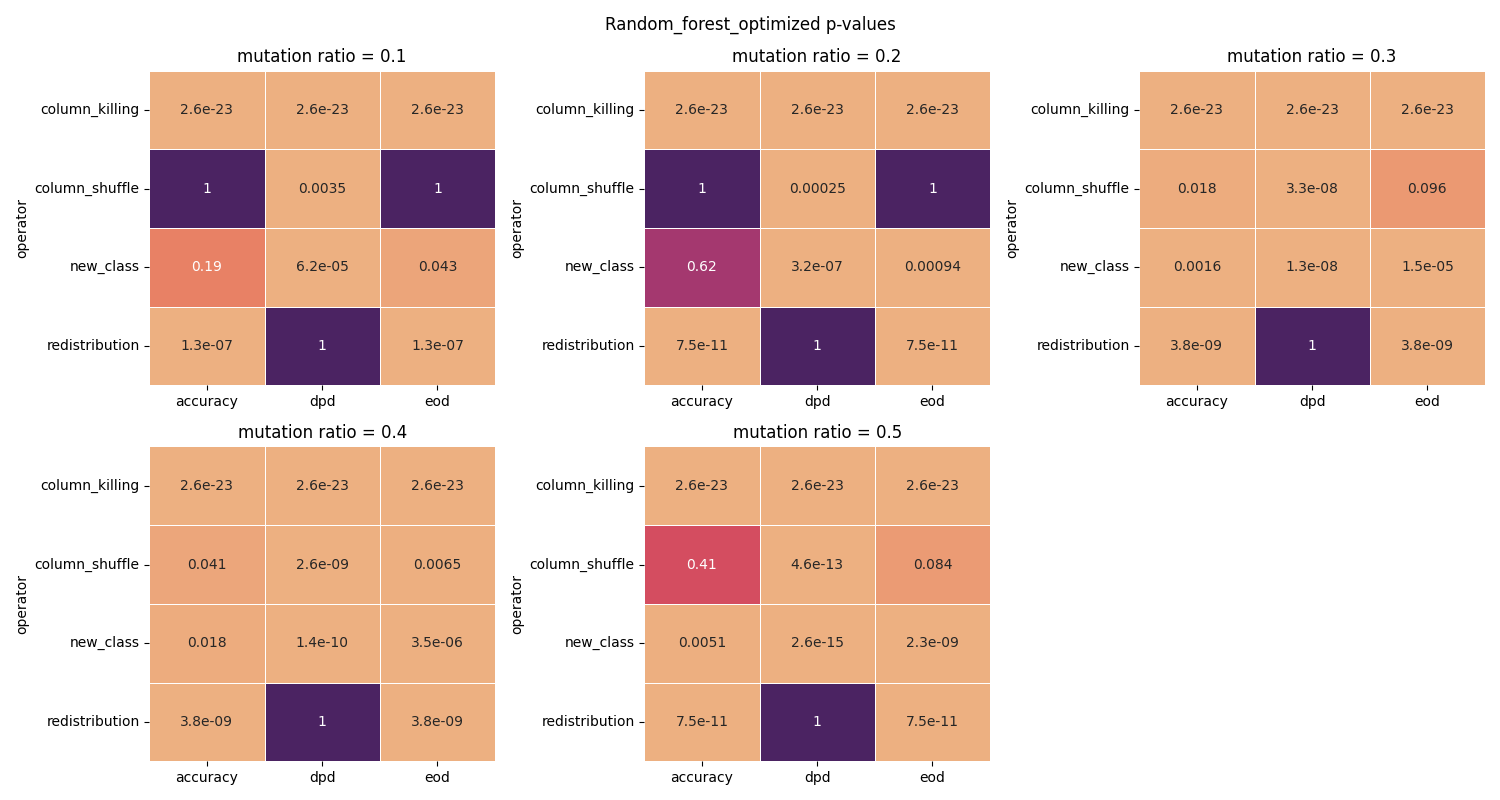 Random_forest_optimized p-values
mutation ratio = 0.1
operator
column_killing 2.6e-23 2.6e-23 2.6e-23
column_shuffle 1 0.0035 1
new_class 0.19 6.2e-05 0.043
redistribution 1.3e-07 1 1.3e-07
accuracy dpd eod
mutation ratio = 0.2
operator
column_killing 2.6e-23 2.6e-23 2.6e-23
column_shuffle 1 0.00025 1
new_class 0.62 3.2e-07 0.00094
redistribution 7.5e-11 1 7.5e-11
accuracy dpd eod
mutation ratio = 0.3
operator
column_killing 2.6e-23 2.6e-23 2.6e-23
column_shuffle 0.018 3.3e-08 0.096
new_class 0.0016 1.3e-08 1.5e-05
redistribution 3.8e-09 1 3.8e-09
accuracy dpd eod
mutation ratio = 0.4
operator
column_killing 2.6e-23 2.6e-23 2.6e-23
column_shuffle 0.041 2.6e-09 0.0065
new_class 0.018 1.4e-10 3.5e-06
redistribution 3.8e-09 1 3.8e-09
accuracy dpd eod
mutation ratio = 0.5
operator
column_killing 2.6e-23 2.6e-23 2.6e-23
column_shuffle 0.41 4.6e-13 0.084
new_class 0.0051 2.6e-15 2.3e-09
redistribution 7.5e-11 1 7.5e-11
accuracy dpd eod